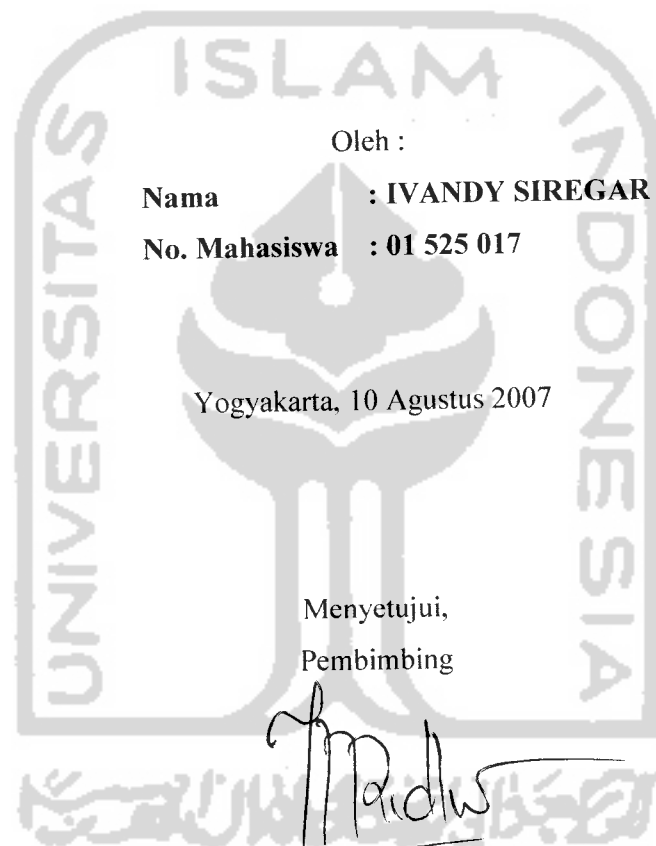 UNIVERSITAS ISLAM INDONESIA
Oleh :
Nama : IVANDY SIREGAR
No. Mahasiswa : 01 525 017
Yogyakarta, 10 Agustus 2007
Menyetujui,
Pembimbing